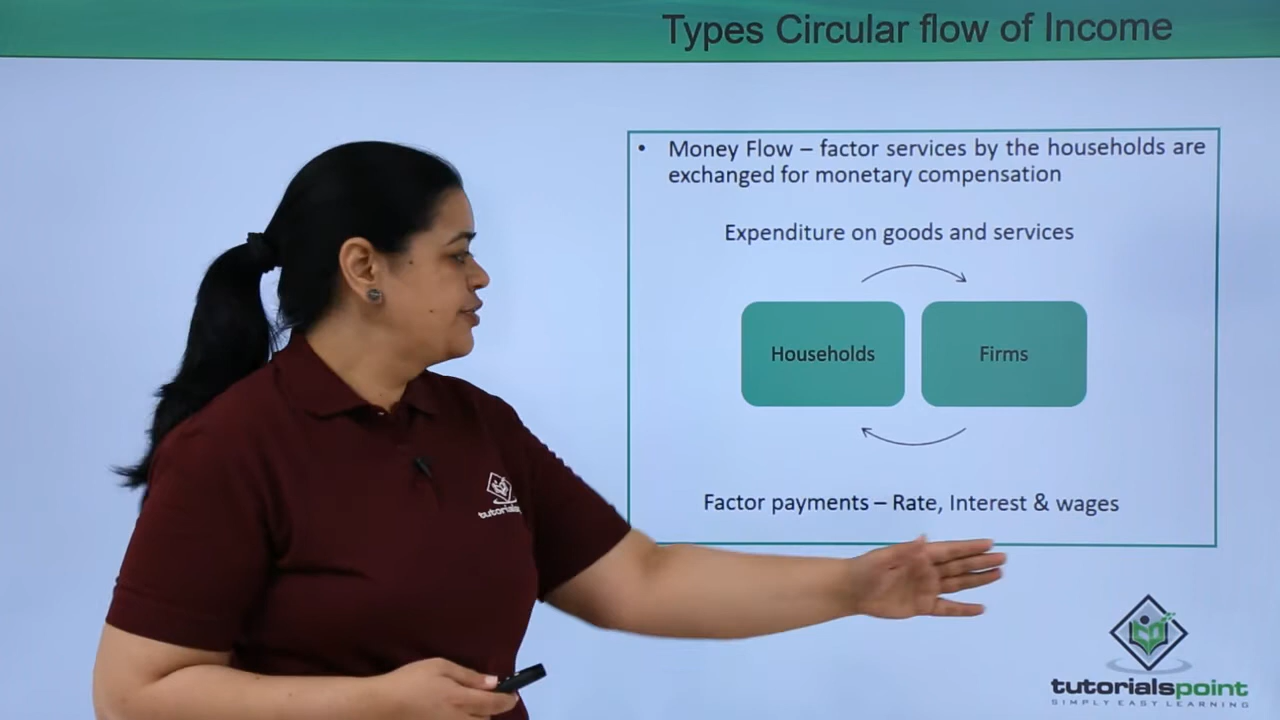 Types Circular flow of Income
• Money Flow – factor services by the households are
exchanged for monetary compensation
Expenditure on goods and services
Households
Firms
Factor payments – Rate, Interest & wages
tutorialspoint
SIMPLY EASY LEARNING